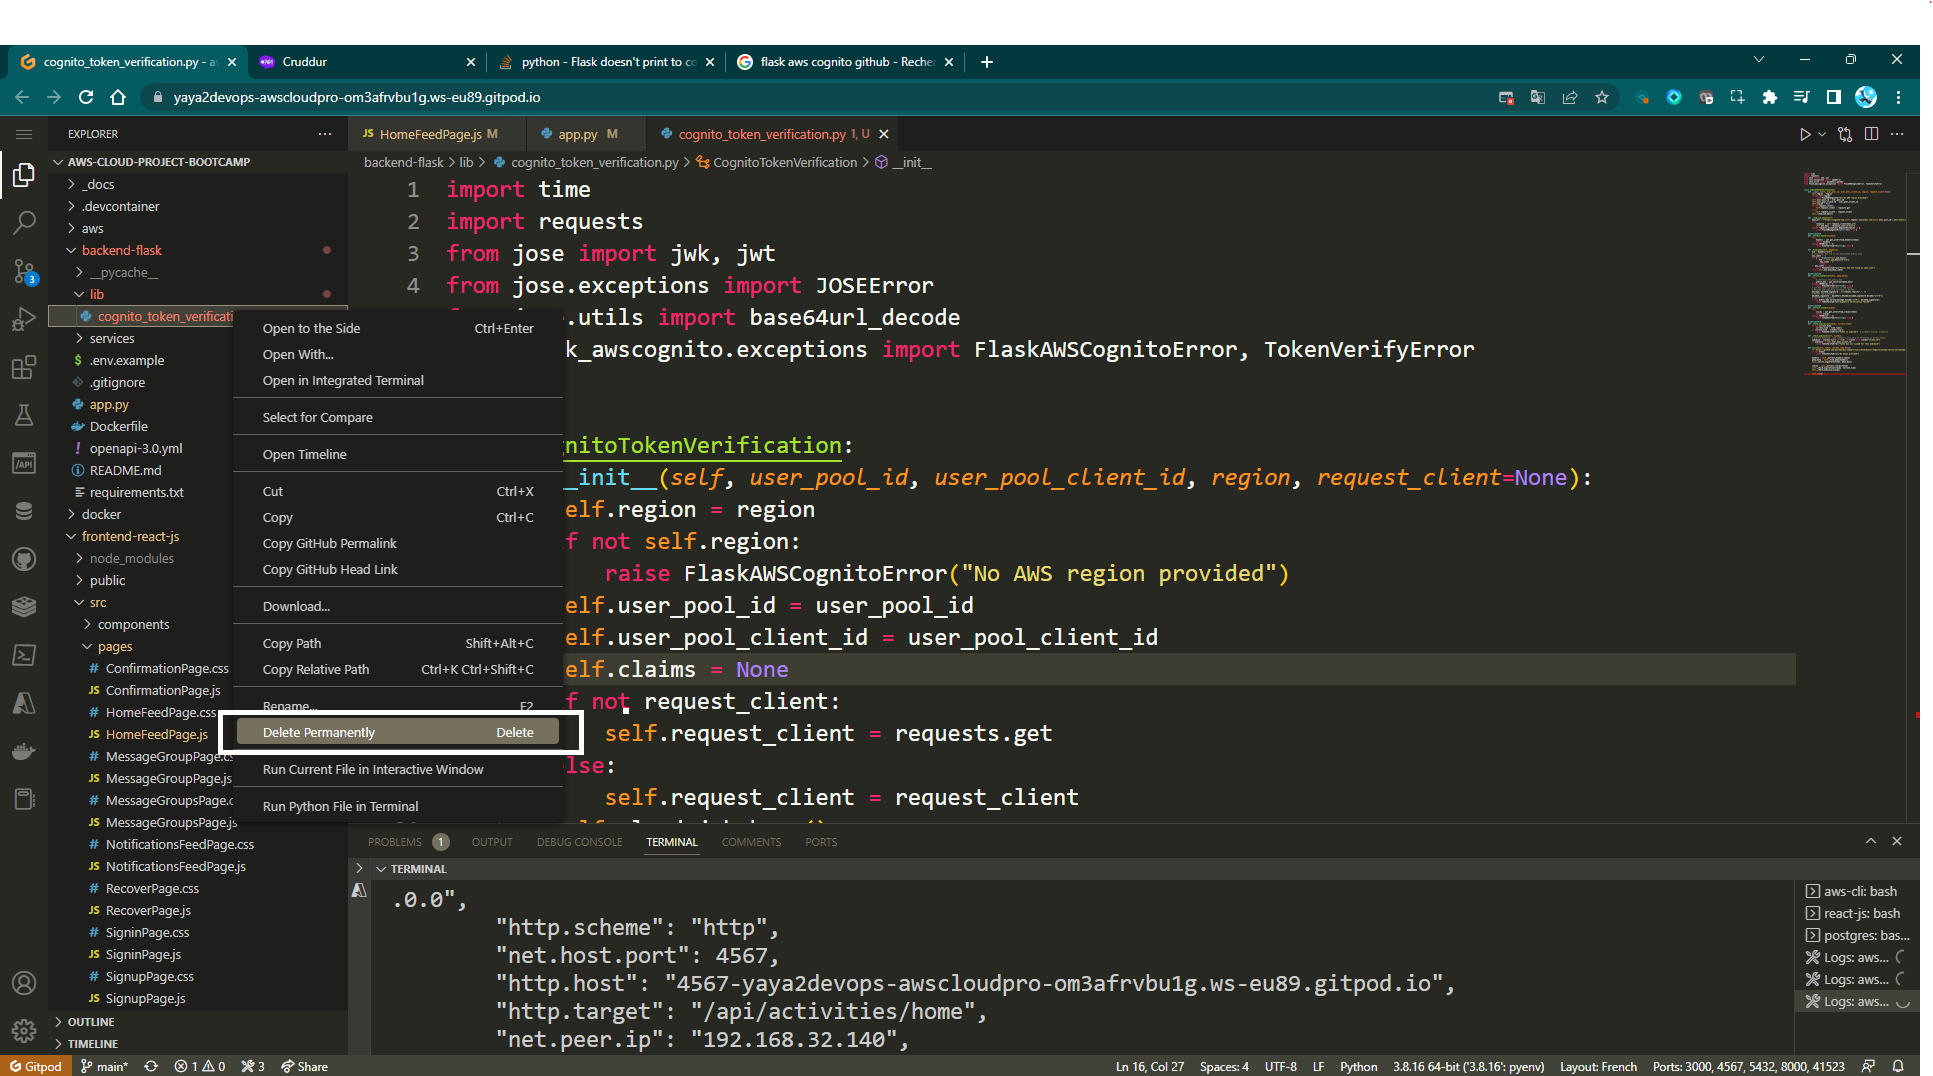 cognito_token_verification.py - a
Cruddur
python - Flask doesn't print to co
flask aws cognito github - Recher
yaya2devops-awscloudpro-om3afrvbu1g.ws-eu89.gitpod.io
EXPLORER
JS HomeFeedPage.js M
app.py M
cognito_token_verification.py 1, U
AWS-CLOUD-PROJECT-BOOTCAMP
backend-flask > lib > cognito_token_verification.py > CognitoTokenVerification > __init__
_docs
.devcontainer
aws
backend-flask
__pycache__
lib
cognito_token_verificati
services
$ .env.example
.gitignore
app.py
Dockerfile
! openapi-3.0.yml
README.md
requirements.txt
docker
frontend-react-js
node_modules
public
src
components
pages
# ConfirmationPage.css
JS ConfirmationPage.js
# HomeFeedPage.css
JS HomeFeedPage.js
# MessageGroupPage.cs
JS MessageGroupPage.js
# MessageGroupsPage.c
JS MessageGroupsPage.js
# NotificationsFeedPage.css
JS NotificationsFeedPage.js
# RecoverPage.css
JS RecoverPage.js
# SigninPage.css
JS SigninPage.js
# SignupPage.css
JS SignupPage.js
OUTLINE
TIMELINE
3
/API
1 import time
2 import requests
3 from jose import jwk, jwt
4 from jose.exceptions import JOSEError
.utils import base64url_decode
k_awscognito.exceptions import FlaskAWSCognitoError, TokenVerifyError
nitoTokenVerification:
_init__(self, user_pool_id, user_pool_client_id, region, request_client=None):
elf.region = region
f not self.region:
raise FlaskAWSCognitoError("No AWS region provided")
elf.user_pool_id = user_pool_id
elf.user_pool_client_id = user_pool_client_id
elf.claims = None
f not request_client:
self.request_client = requests.get
lse:
self.request_client = request_client
Open to the Side Ctrl+Enter
Open With...
Open in Integrated Terminal
Select for Compare
Open Timeline
Cut Ctrl+X
Copy Ctrl+C
Copy GitHub Permalink
Copy GitHub Head Link
Download...
Copy Path Shift+Alt+C
Copy Relative Path Ctrl+K Ctrl+Shift+C
Rename... F2
Delete Permanently Delete
Run Current File in Interactive Window
Run Python File in Terminal
PROBLEMS 1 OUTPUT DEBUG CONSOLE TERMINAL COMMENTS PORTS
TERMINAL
.0.0",
"http.scheme": "http",
"net.host.port": 4567,
"http.host": "4567-yaya2devops-awscloudpro-om3afrvbu1g.ws-eu89.gitpod.io",
"http.target": "/api/activities/home",
"net.peer.ip": "192.168.32.140",
aws-cli: bash
react-js: bash
postgres: bas...
Logs: aws...
Logs: aws...
Logs: aws...
Gitpod main* 1 0 3 Share
Ln 16, Col 27 Spaces: 4 UTF-8 LF Python 3.8.16 64-bit ('3.8.16': pyenv) Layout: French Ports: 3000, 4567, 5432, 8000, 41523